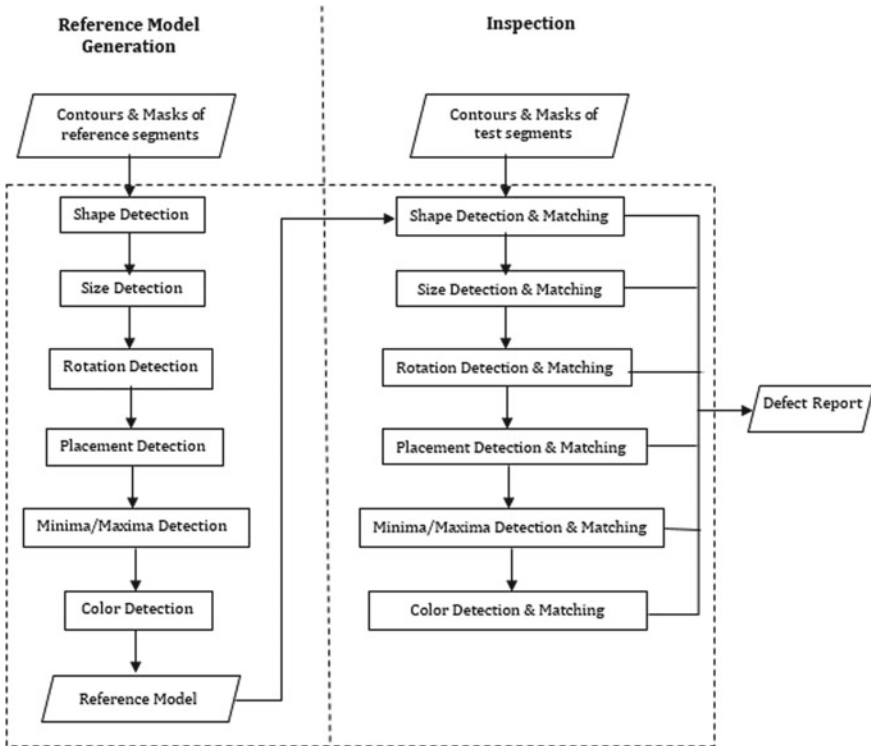 Reference Model
Generation
Contours & Masks of
reference segments
Shape Detection
Size Detection
Rotation Detection
Placement Detection
Minima/Maxima Detection
Color Detection
Reference Model
Inspection
Contours & Masks of
test segments
Shape Detection & Matching
Size Detection & Matching
Rotation Detection & Matching
Placement Detection & Matching
Minima/Maxima Detection & Matching
Color Detection & Matching
Defect Report